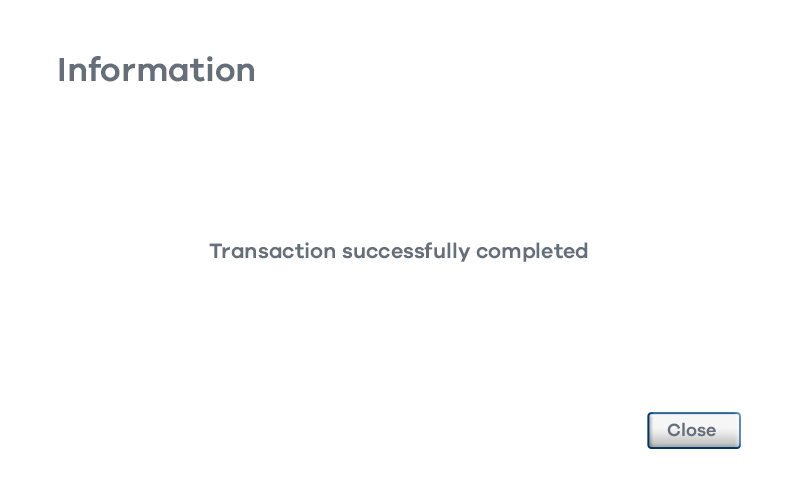 Information
Transaction successfully completed
Close